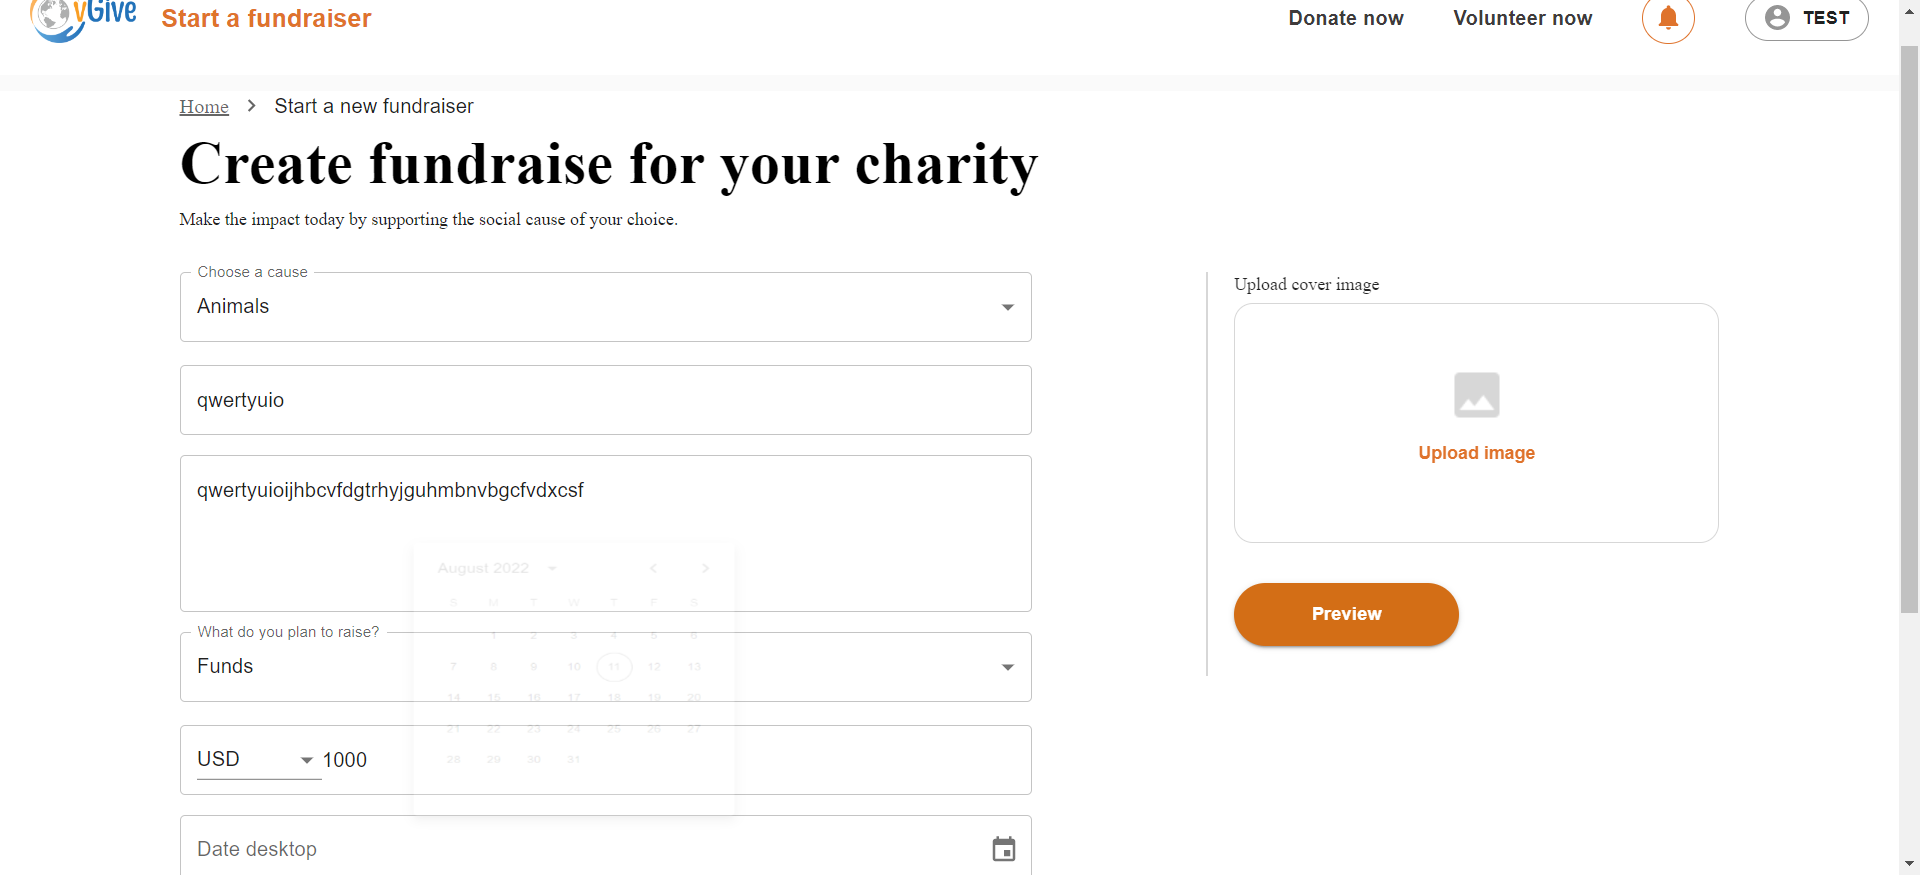 vGive
Start a fundraiser
Donate now
Volunteer now
TEST
Home > Start a new fundraiser
Create fundraise for your charity
Make the impact today by supporting the social cause of your choice.
Choose a cause
Animals
qwertyuio
qwertyuioijhbcvfdgtrhyjguhmbnvbgcfvdxcsf
August 2022
S M T W T F S
1 2 3 4 5 6
7 8 9 10 11 12 13
14 15 16 17 18 19 20
21 22 23 24 25 26 27
28 29 30 31
What do you plan to raise?
Funds
USD 1000
Date desktop
Upload cover image
Upload image
Preview